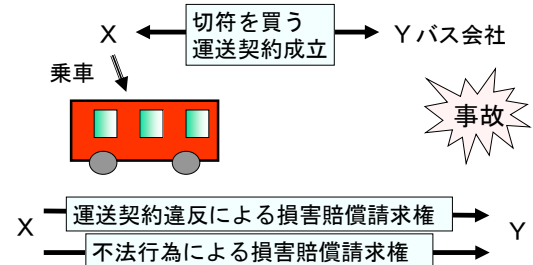 切符を買う
運送契約成立
X
Yバス会社
乗車
事故
X
運送契約違反による損害賠償請求権
Y
不法行為による損害賠償請求権